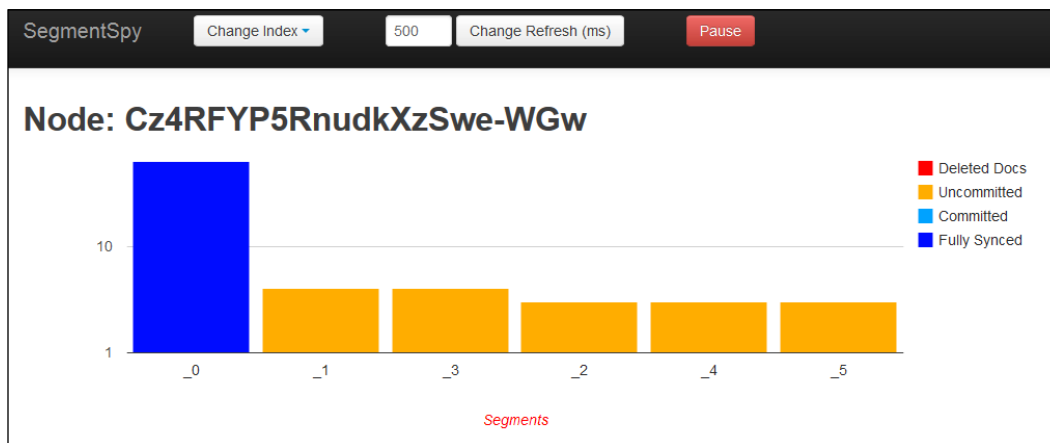 SegmentSpy Change Index 500 Change Refresh (ms) Pause
Node: Cz4RFYP5RnudkXzSwe-WGw
Deleted Docs
Uncommitted
Committed
Fully Synced
10
1
_0 _1 _3 _2 _4 _5
Segments